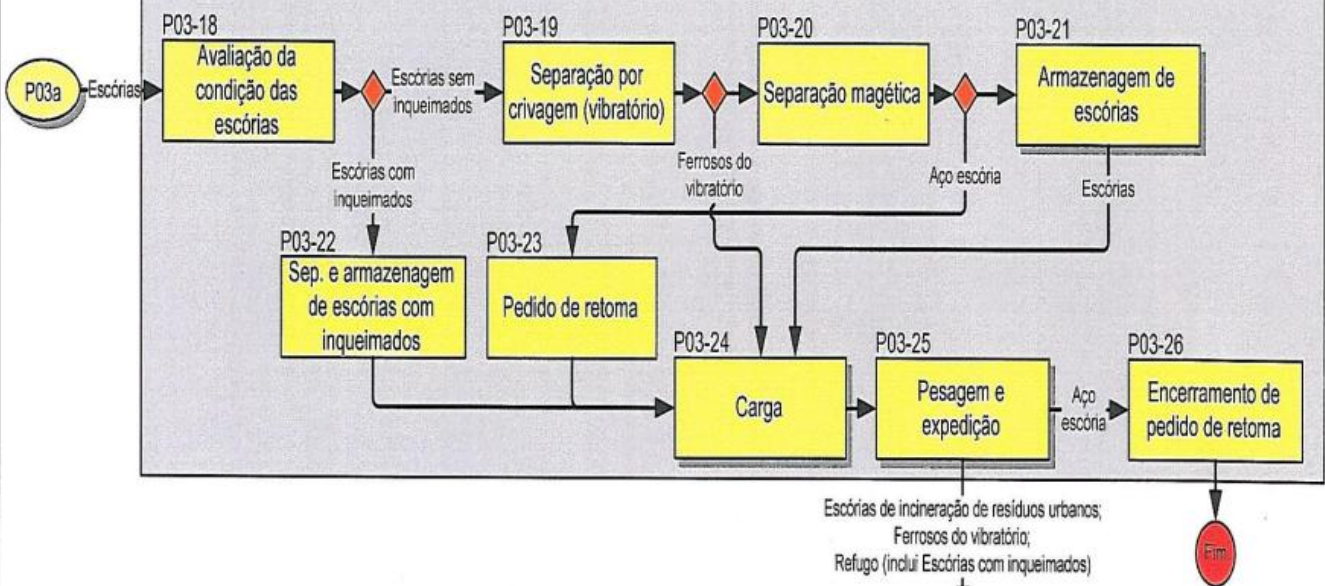 P03a
Escórias
P03-18
Avaliação da
condição das
escórias
Escórias sem
inqueimados
P03-19
Separação por
crivagem (vibratório)
P03-20
Separação magética
P03-21
Armazenagem de
escórias
Escórias com
inqueimados
Ferrosos do
vibratório
Aço escória
Escórias
P03-22
Sep. e armazenagem
de escórias com
inqueimados
P03-23
Pedido de retoma
P03-24
Carga
P03-25
Pesagem e
expedição
Aço
escória
P03-26
Encerramento de
pedido de retoma
Escórias de incineração de resíduos urbanos;
Ferrosos do vibratório;
Refugo (inclui Escórias com inqueimados)
Fim